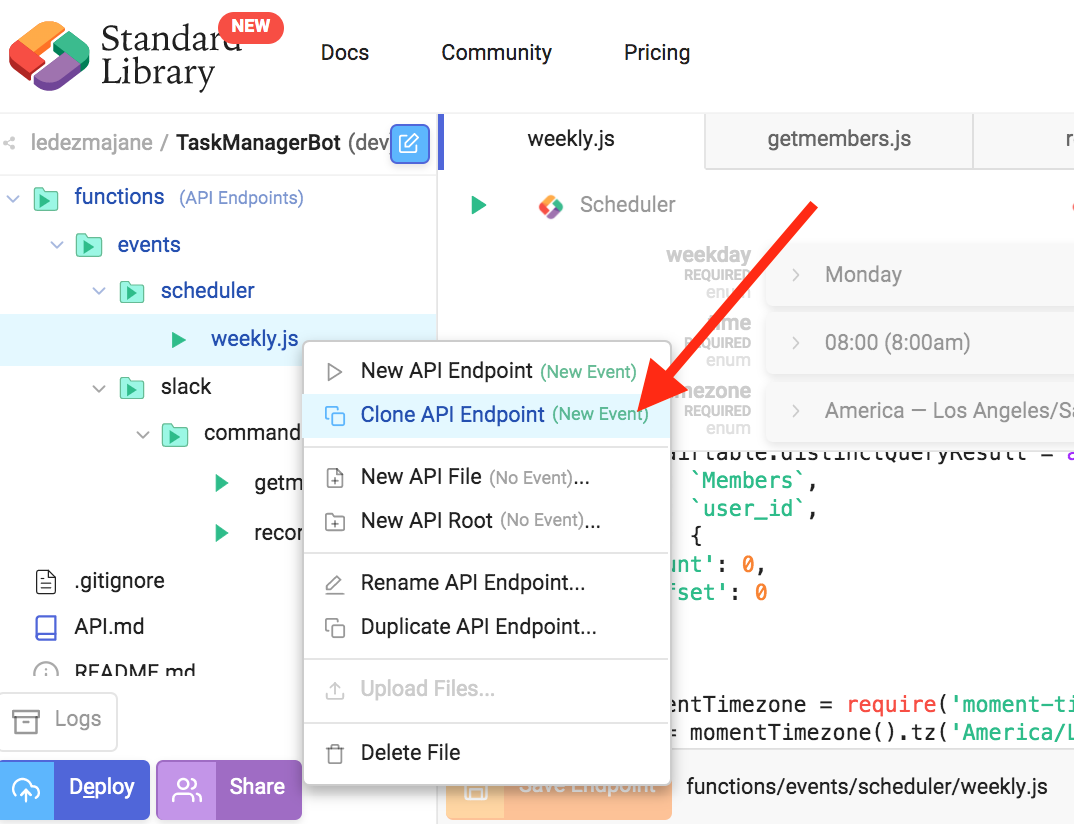 Standard
Library
NEW
Docs
Community
Pricing
ledezmajane / TaskManagerBot (dev
functions (API Endpoints)
events
scheduler
weekly.js
slack
command
getm
recor
.gitignore
API.md
README.md
Logs
Deploy
Share
weekly.js
getmembers.js
Scheduler
weekday
REQUIRED
enum
Monday
REQUIRED
enum
08:00 (8:00am)
REQUIRED
enum
America — Los Angeles/Sa
New API Endpoint (New Event)
Clone API Endpoint (New Event)
New API File (No Event)...
New API Root (No Event)...
Rename API Endpoint...
Duplicate API Endpoint...
Upload Files...
Delete File
airtable.distinctQueryResult = a
`Members`,
`user_id`,
{
unt': 0,
fset': 0
entTimezone = require('moment-ti
= momentTimezone().tz('America/L
Save Endpoint
functions/events/scheduler/weekly.js